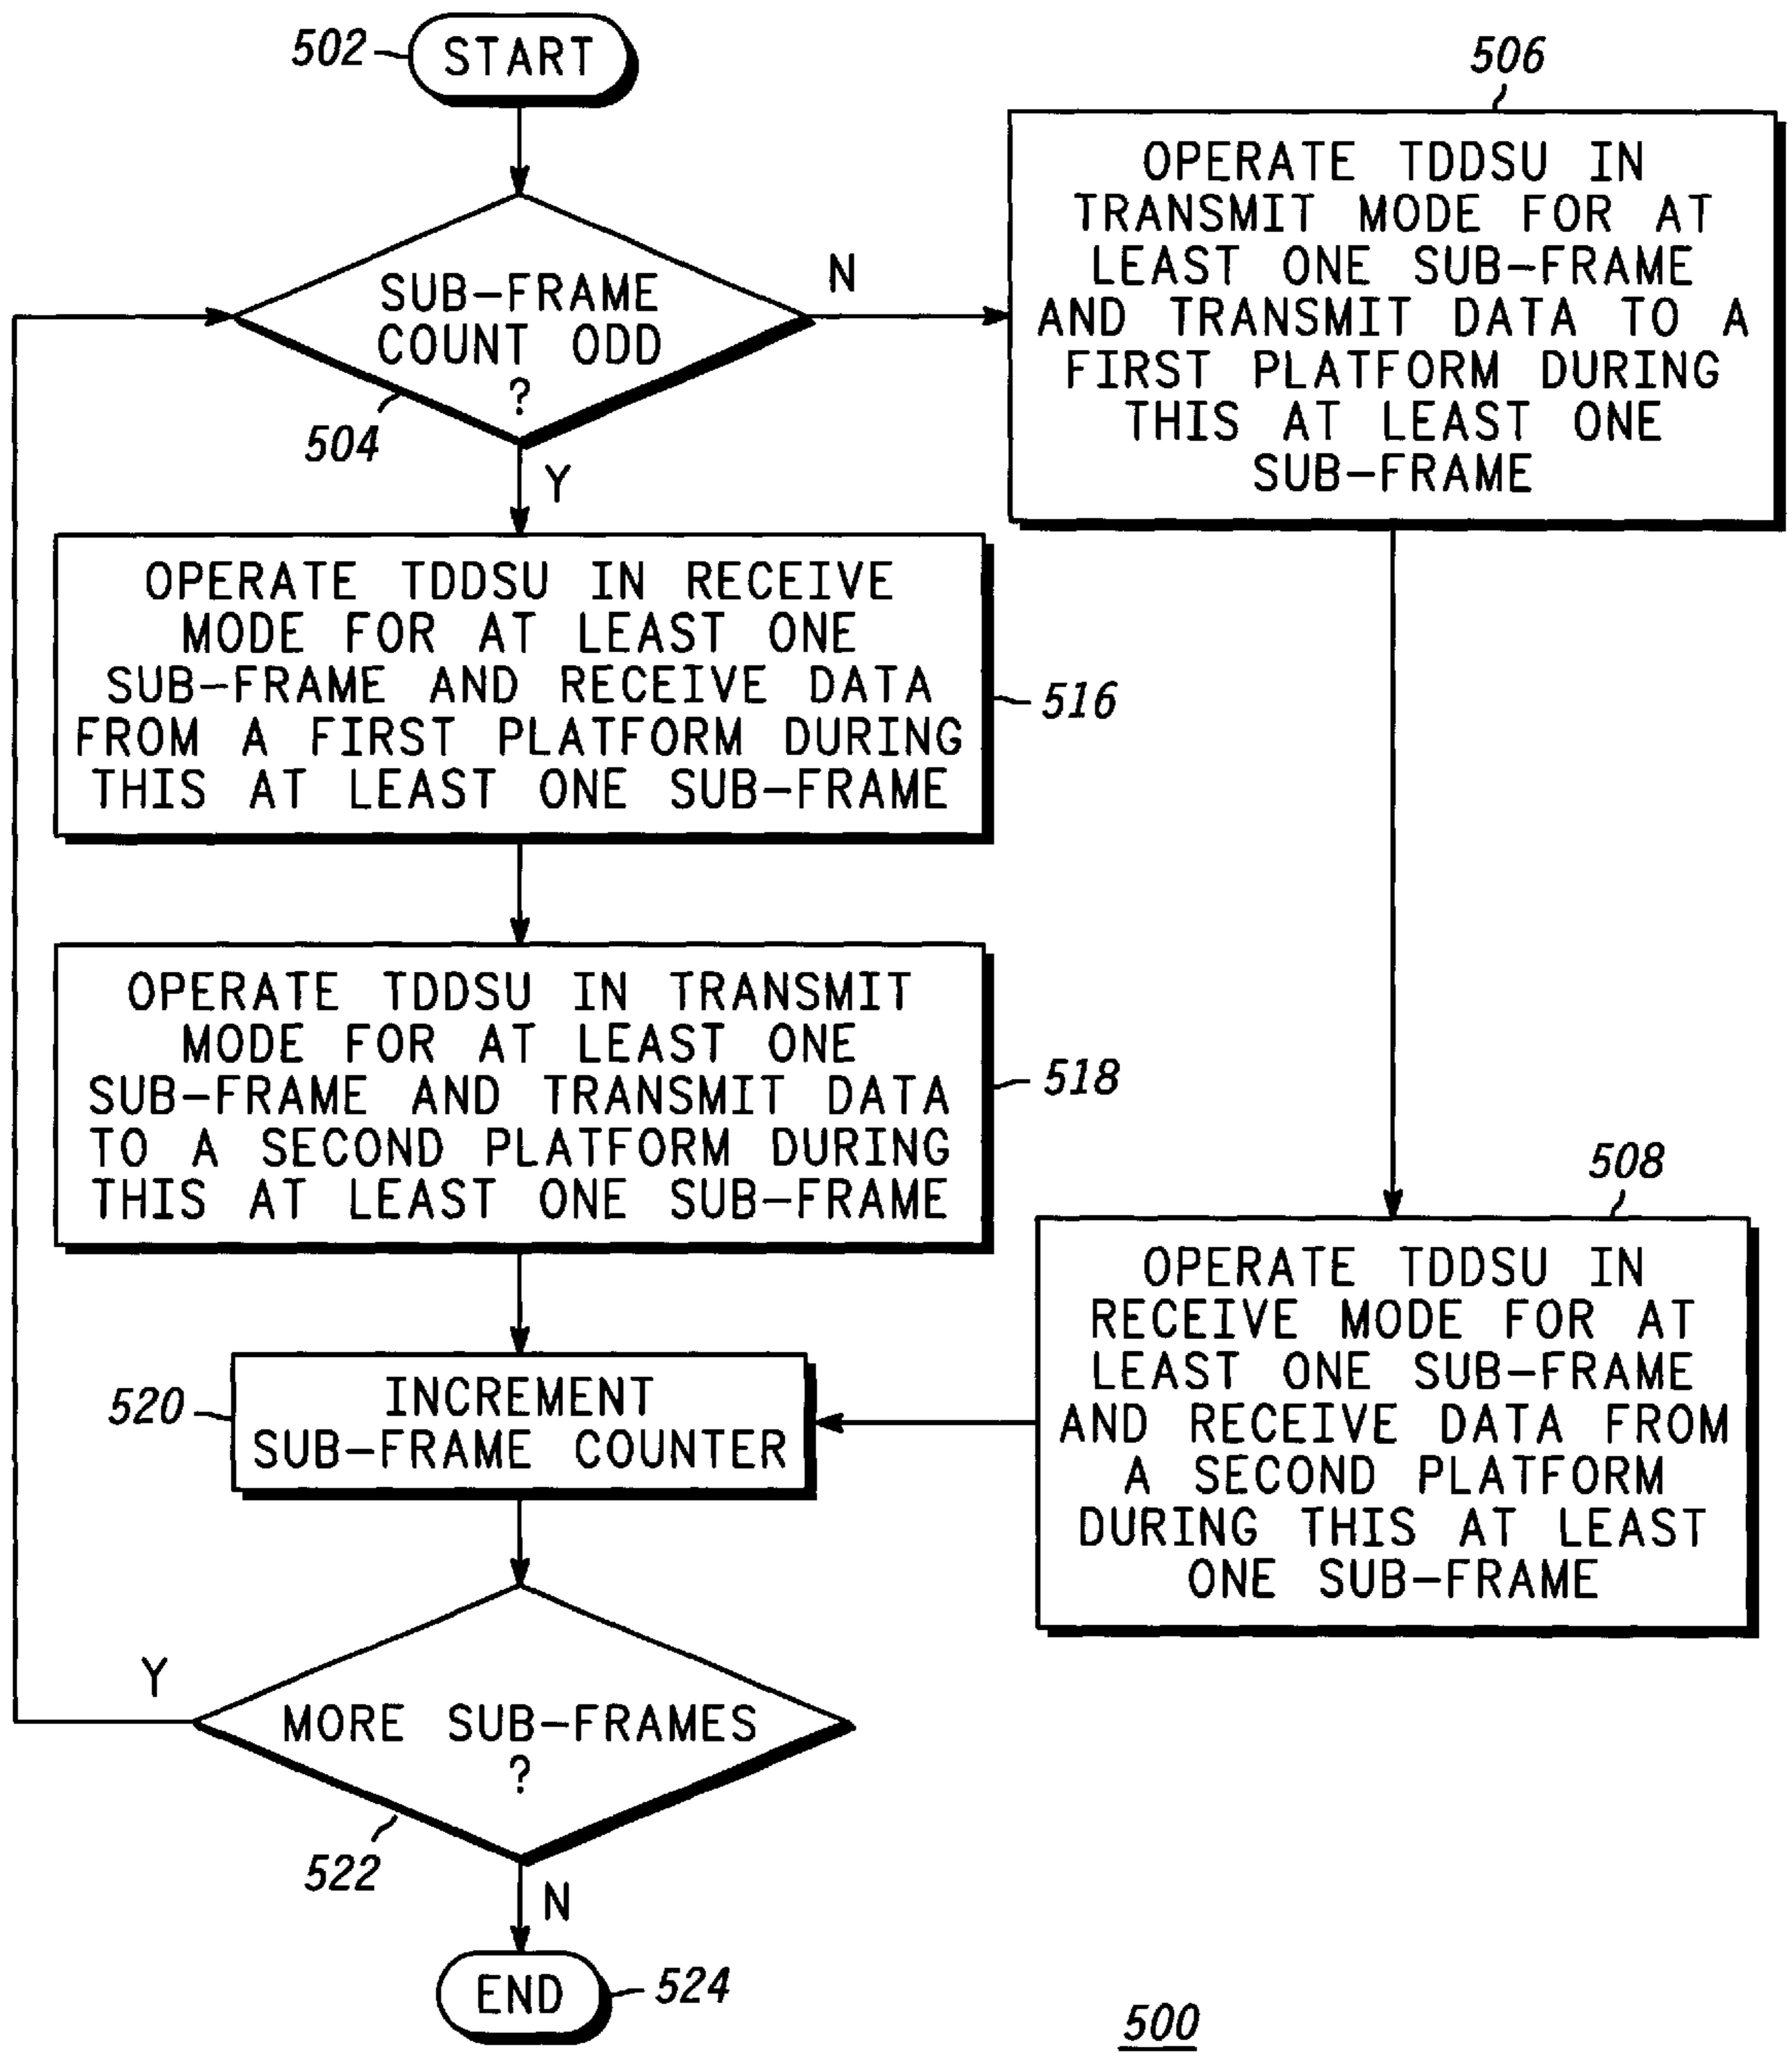 502
START
506
OPERATE TDDSU IN
TRANSMIT MODE FOR AT
LEAST ONE SUB-FRAME
AND TRANSMIT DATA TO A
FIRST PLATFORM DURING
THIS AT LEAST ONE
SUB-FRAME
SUB-FRAME
COUNT ODD
?
N
504
Y
OPERATE TDDSU IN RECEIVE
MODE FOR AT LEAST ONE
SUB-FRAME AND RECEIVE DATA
FROM A FIRST PLATFORM DURING
THIS AT LEAST ONE SUB-FRAME
516
OPERATE TDDSU IN TRANSMIT
MODE FOR AT LEAST ONE
SUB-FRAME AND TRANSMIT DATA
TO A SECOND PLATFORM DURING
THIS AT LEAST ONE SUB-FRAME
518
508
OPERATE TDDSU IN
RECEIVE MODE FOR AT
LEAST ONE SUB-FRAME
AND RECEIVE DATA FROM
A SECOND PLATFORM
DURING THIS AT LEAST
ONE SUB-FRAME
520
INCREMENT
SUB-FRAME COUNTER
Y
MORE SUB-FRAMES
?
522
N
END
524
500